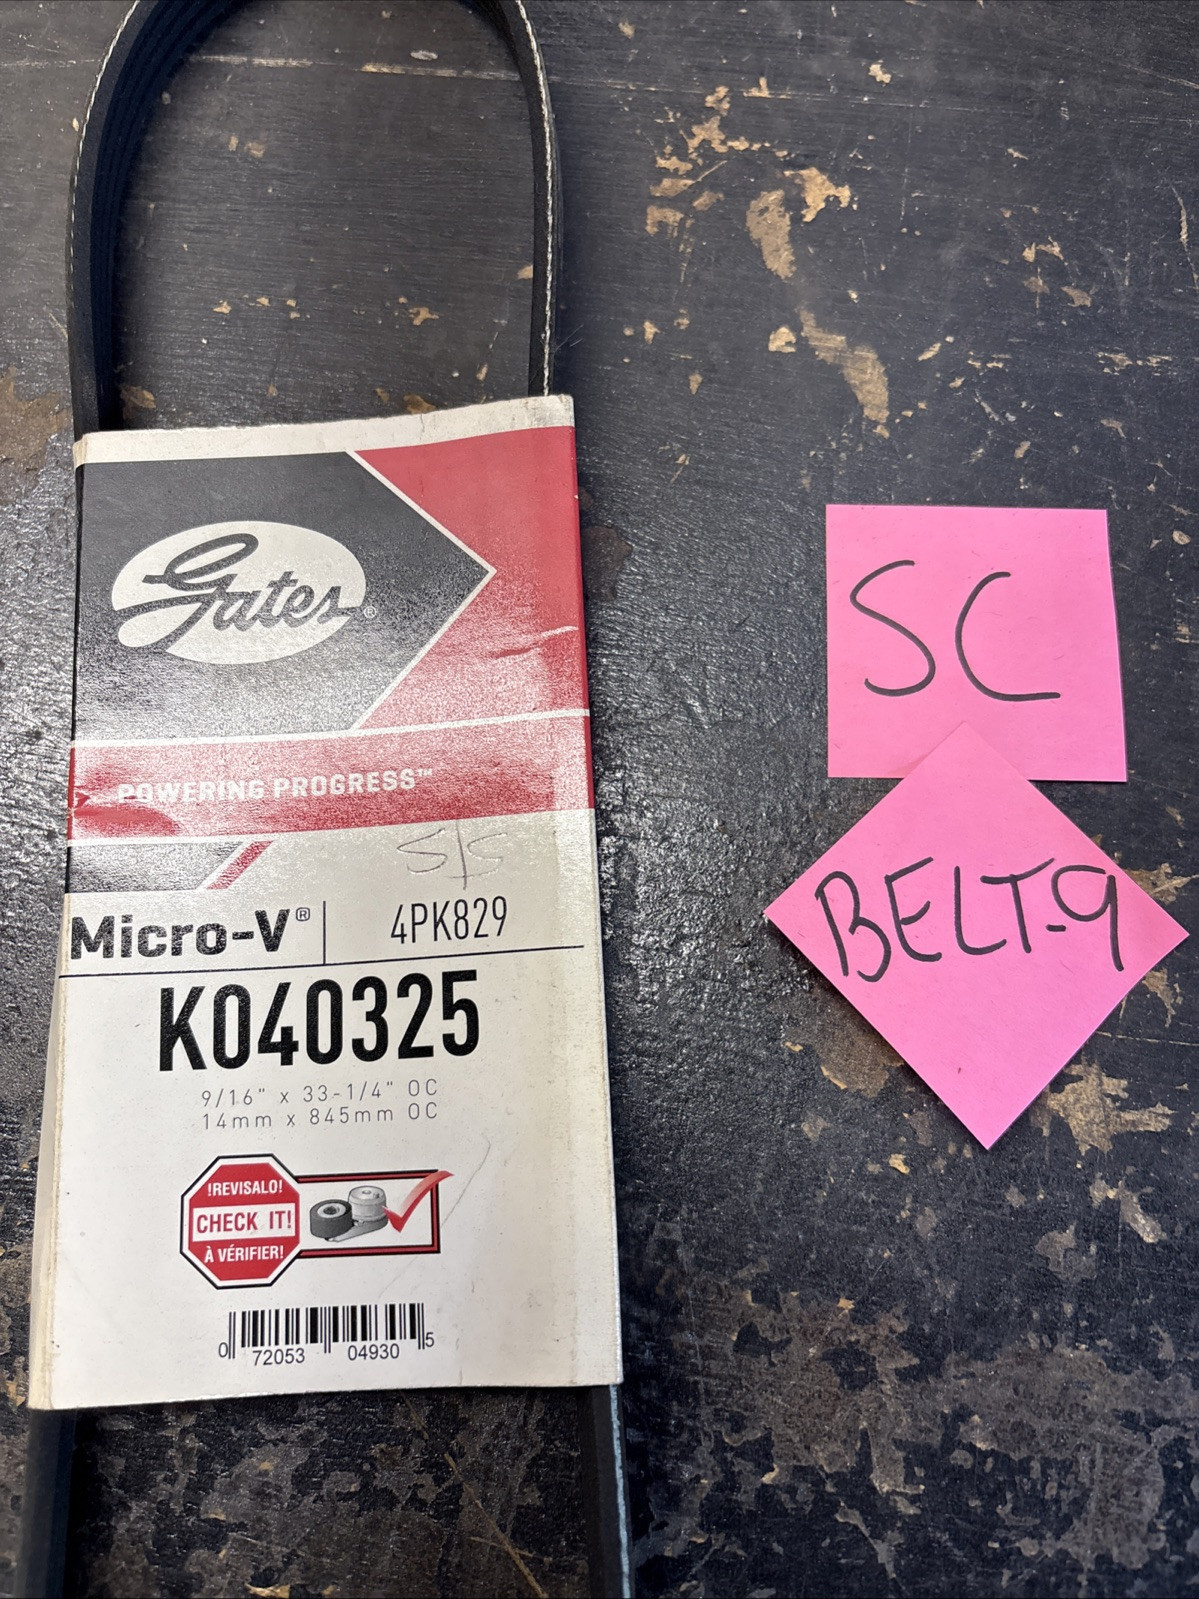 Gates®
POWERING PROGRESS™
S/S
Micro-V® 4PK829
K040325
9/16" x 33-1/4" OC
14mm x 845mm OC
!REVISALO!
CHECK IT!
À VÉRIFIER!
0 72053 04930 5
SC
BELT-9